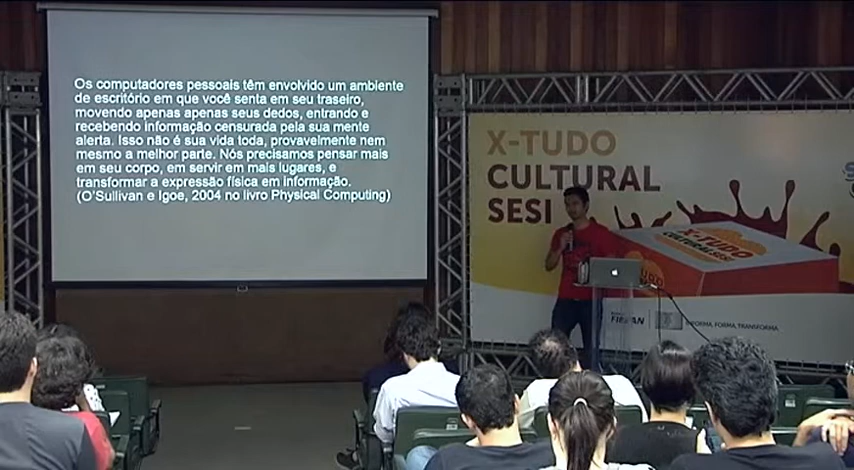 Os computadores pessoais têm envolvido um ambiente
de escritório em que você senta em seu traseiro,
movendo apenas apenas seus dedos, entrando e
recebendo informação censurada pela sua mente
alerta. Isso não é sua vida toda, provavelmente nem
mesmo a melhor parte. Nós precisamos pensar mais
em seu corpo, em servir em mais lugares, e
transformar a expressão física em informação.
(O'Sullivan e Igoe, 2004 no livro Physical Computing)
X-TUDO
CULTURAL
SESI
X-TUDO
CULTURAL SESI
INFORMA, FORMA, TRANSFORMA.